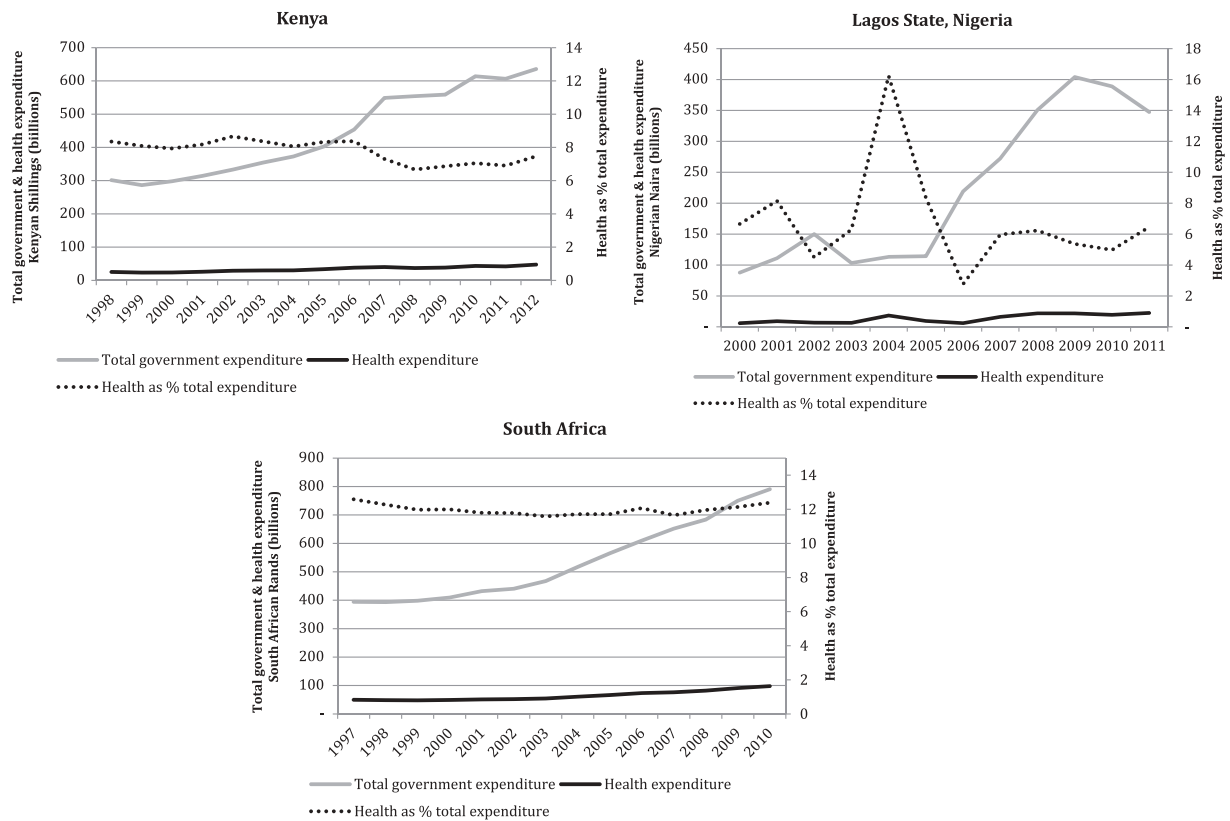 Kenya
Total government & health expenditure
Kenyan Shillings (biillions)
700
600
500
400
300
200
100
0
14
12
10
8
6
4
2
0
Health as % total expenditure
1998 1999 2000 2001 2002 2003 2004 2005 2006 2007 2008 2009 2010 2011 2012
Total government expenditure Health expenditure
Health as % total expenditure
Lagos State, Nigeria
Total government & health expenditure
Nigerian Naira (billions)
450
400
350
300
250
200
150
100
50
-
18
16
14
12
10
8
6
4
2
-
Health as % total expenditure
2000 2001 2002 2003 2004 2005 2006 2007 2008 2009 2010 2011
Total government expenditure Health expenditure
Health as % total expenditure
South Africa
Total government & health expenditure
South African Rands (billions)
900
800
700
600
500
400
300
200
100
-
14
12
10
8
6
4
2
0
Health as % total expenditure
1997 1998 1999 2000 2001 2002 2003 2004 2005 2006 2007 2008 2009 2010
Total government expenditure Health expenditure
Health as % total expenditure